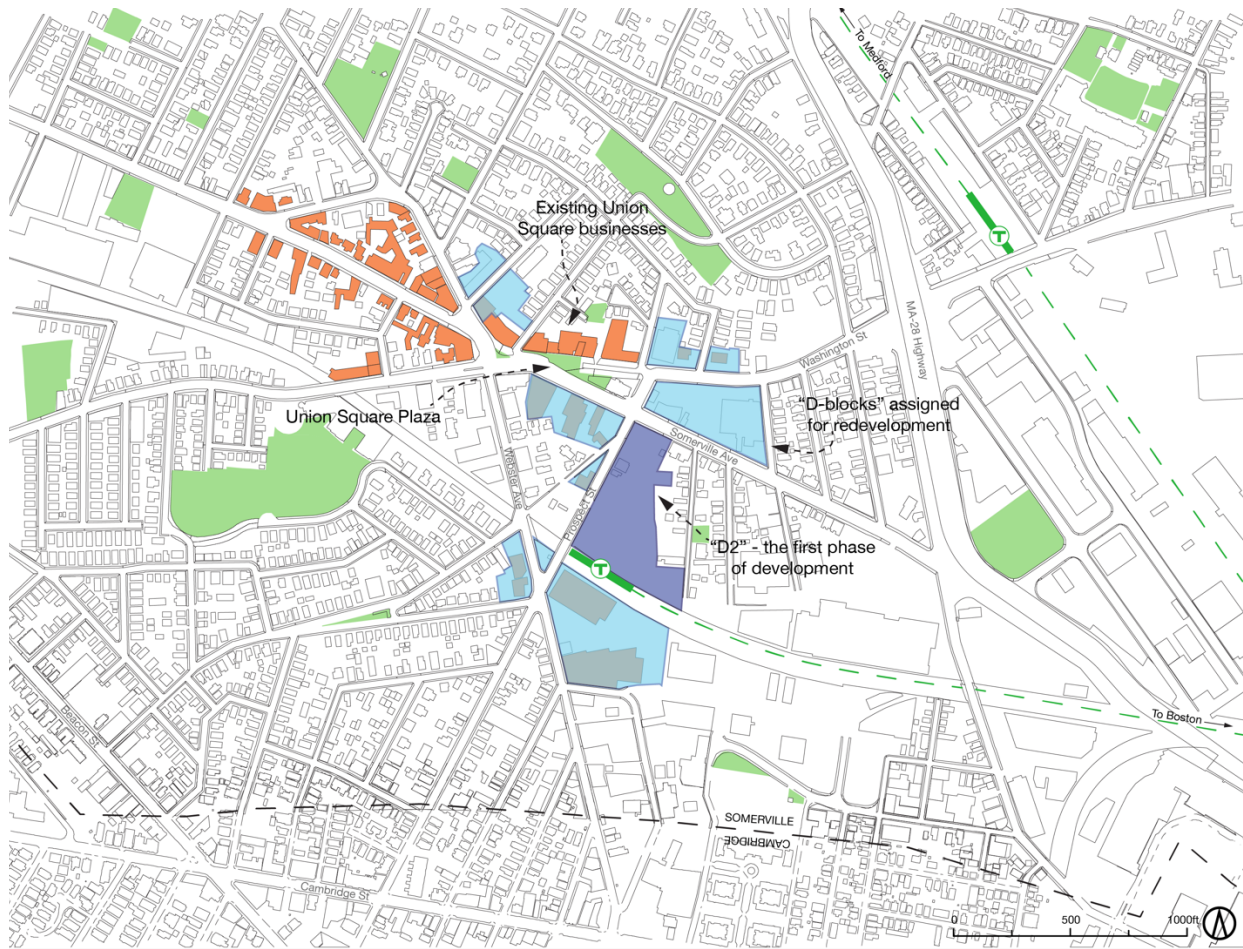 To Medford
T
Existing Union
Square businesses
MA-28 Highway
Washington St
Union Square Plaza
"D-blocks" assigned
for redevelopment
Somerville Ave
Webster Ave
Prospect St
"D2" - the first phase
of development
T
Beacon St
To Boston
SOMERVILLE
CAMBRIDGE
Cambridge St
0 500 1000ft